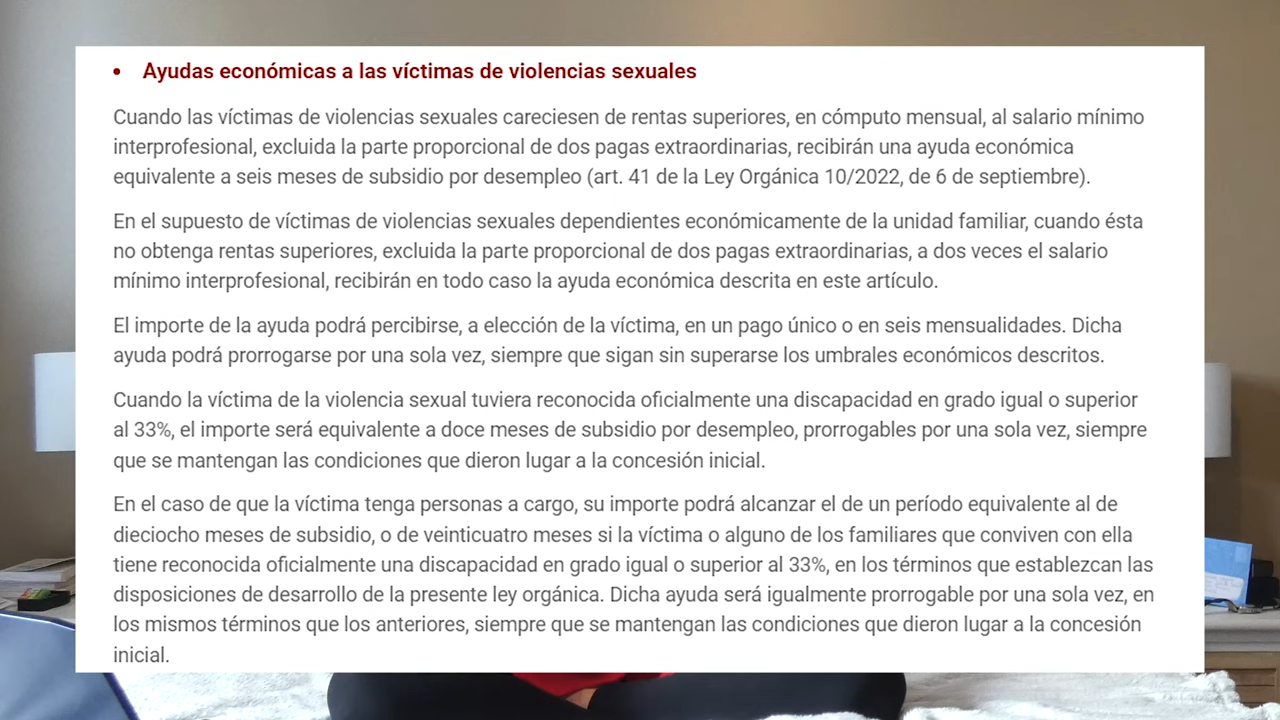 • Ayudas económicas a las víctimas de violencias sexuales
Cuando las víctimas de violencias sexuales careciesen de rentas superiores, en cómputo mensual, al salario mínimo
interprofesional, excluida la parte proporcional de dos pagas extraordinarias, recibirán una ayuda económica
equivalente a seis meses de subsidio por desempleo (art. 41 de la Ley Orgánica 10/2022, de 6 de septiembre).
En el supuesto de víctimas de violencias sexuales dependientes económicamente de la unidad familiar, cuando ésta
no obtenga rentas superiores, excluida la parte proporcional de dos pagas extraordinarias, a dos veces el salario
mínimo interprofesional, recibirán en todo caso la ayuda económica descrita en este artículo.
El importe de la ayuda podrá percibirse, a elección de la víctima, en un pago único o en seis mensualidades. Dicha
ayuda podrá prorrogarse por una sola vez, siempre que sigan sin superarse los umbrales económicos descritos.
Cuando la víctima de la violencia sexual tuviera reconocida oficialmente una discapacidad en grado igual o superior
al 33%, el importe será equivalente a doce meses de subsidio por desempleo, prorrogables por una sola vez, siempre
que se mantengan las condiciones que dieron lugar a la concesión inicial.
En el caso de que la víctima tenga personas a cargo, su importe podrá alcanzar el de un período equivalente al de
dieciocho meses de subsidio, o de veinticuatro meses si la víctima o alguno de los familiares que conviven con ella
tiene reconocida oficialmente una discapacidad en grado igual o superior al 33%, en los términos que establezcan las
disposiciones de desarrollo de la presente ley orgánica. Dicha ayuda será igualmente prorrogable por una sola vez, en
los mismos términos que los anteriores, siempre que se mantengan las condiciones que dieron lugar a la concesión
inicial.